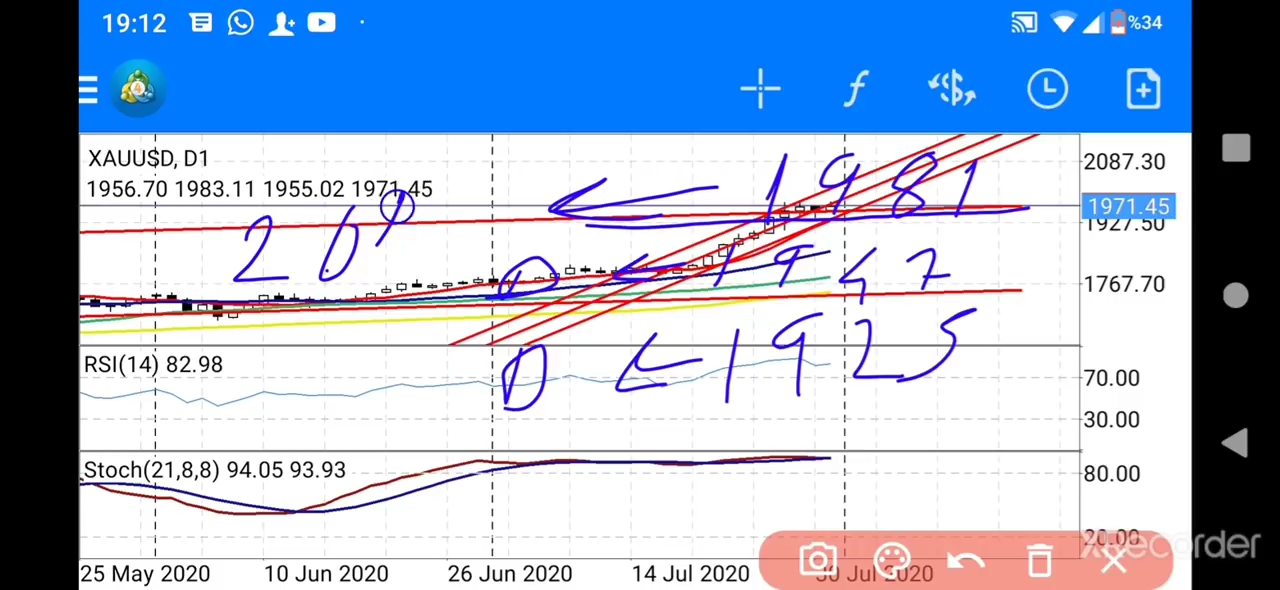 19:12 %34
XAUUSD, D1
1956.70 1983.11 1955.02 1971.45
2087.30
1971.45
1927.50
1767.70
1981
1947
1925
RSI(14) 82.98
70.00
30.00
Stoch(21,8,8) 94.05 93.93
80.00
20.00
XRecorder
25 May 2020 10 Jun 2020 26 Jun 2020 14 Jul 2020 30 Jul 2020